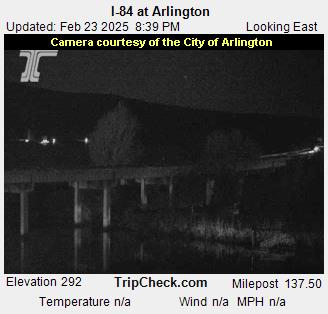 I-84 at Arlington
Updated: Feb 23 2025 8:39 PM Looking East
Camera courtesy of the City of Arlington
Elevation 292 TripCheck.com Milepost 137.50
Temperature n/a Wind n/a MPH n/a